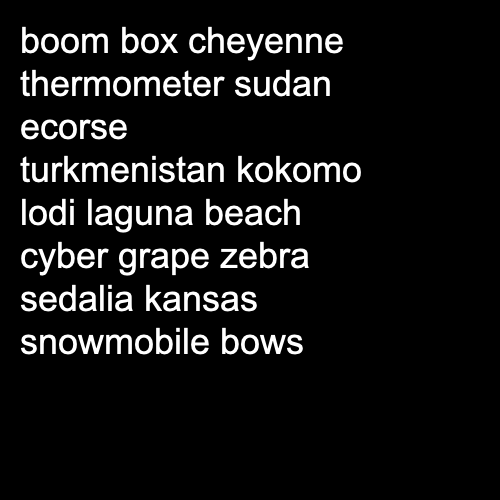 boom box cheyenne
thermometer sudan
ecorse
turkmenistan kokomo
lodi laguna beach
cyber grape zebra
sedalia kansas
snowmobile bows